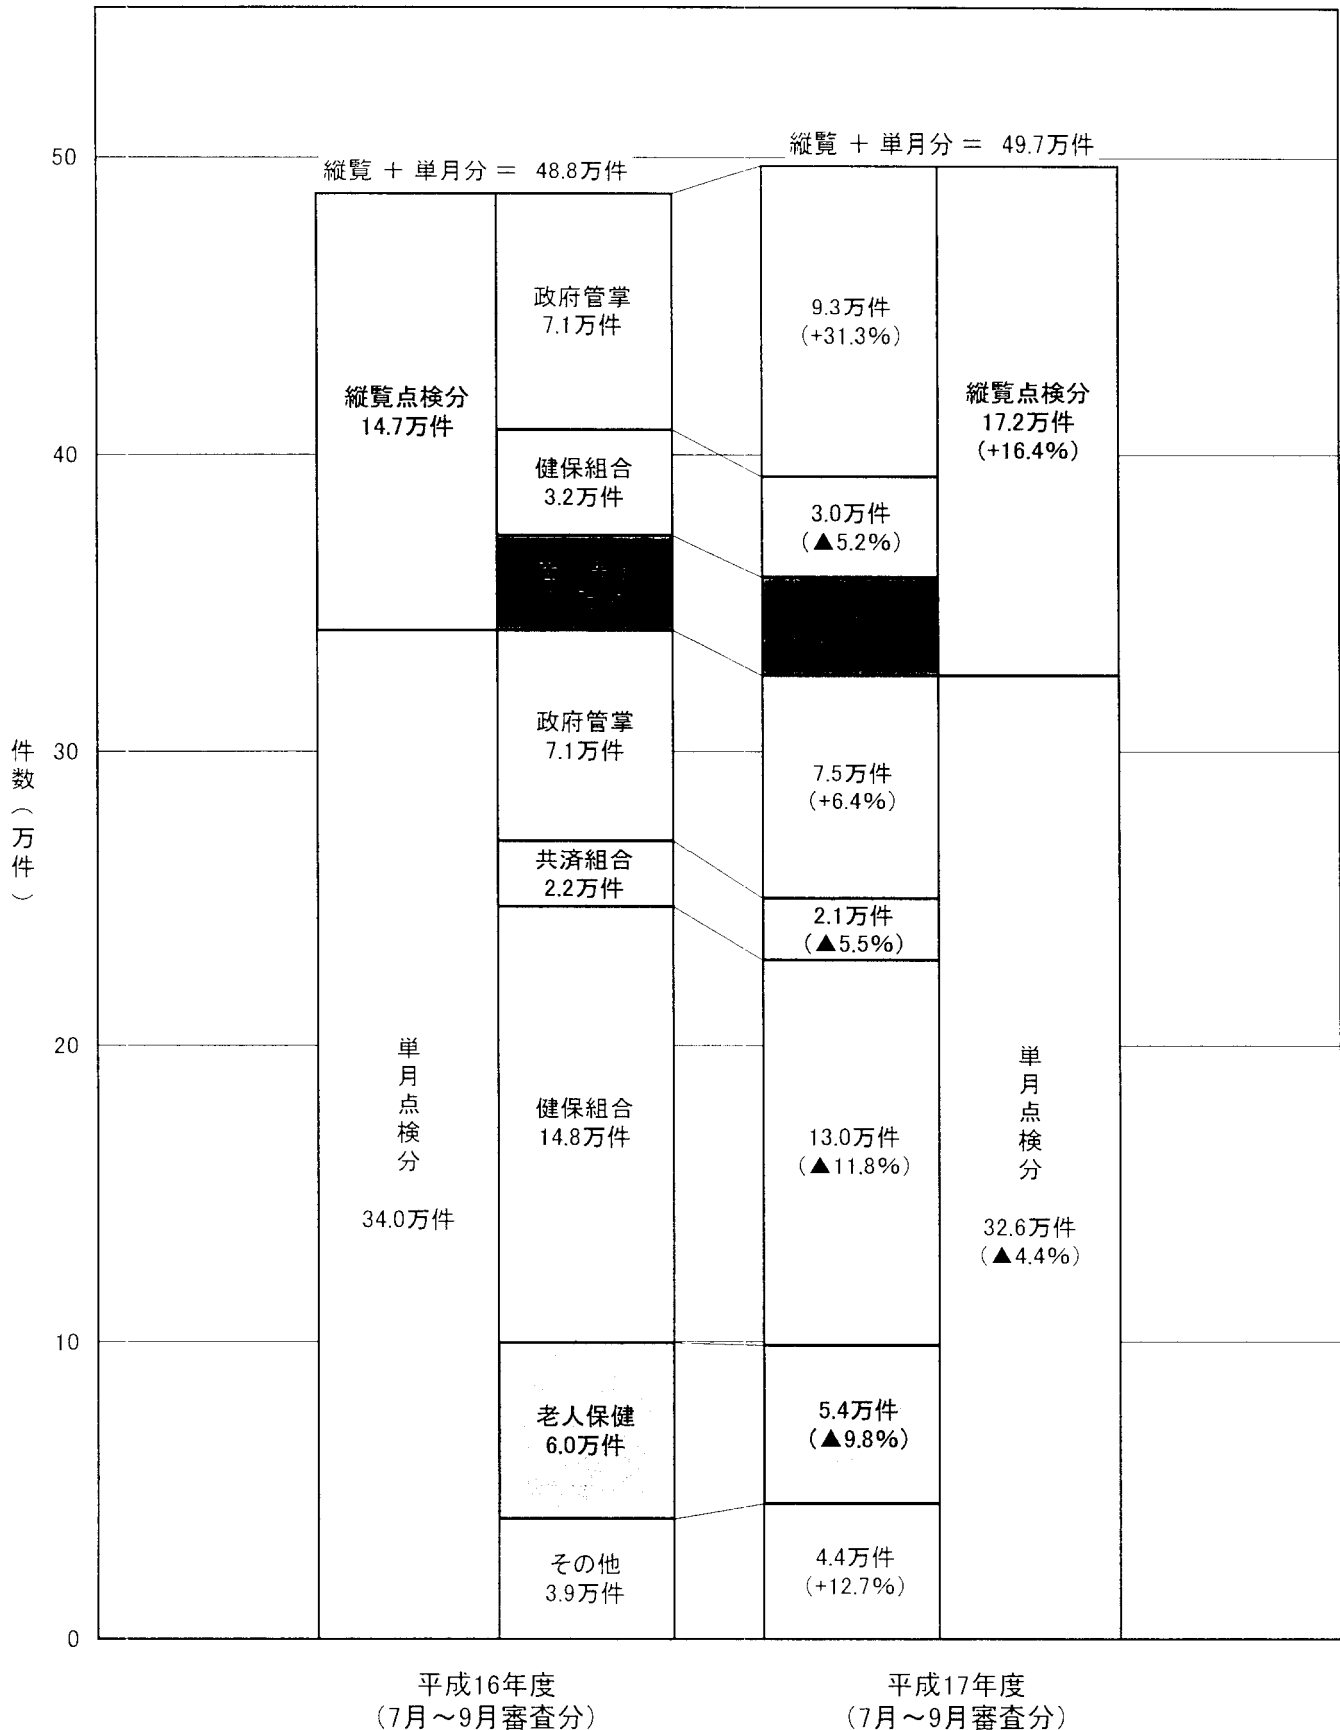 縦覧 + 単月分 = 48.8万件
縦覧 + 単月分 = 49.7万件
件数(万件)
50
40
30
20
10
0
縦覧点検分
14.7万件
単月点検分
34.0万件
政府管掌
7.1万件
健保組合
3.2万件
政府管掌
7.1万件
共済組合
2.2万件
健保組合
14.8万件
老人保健
6.0万件
その他
3.9万件
9.3万件
(+31.3%)
3.0万件
(▲5.2%)
7.5万件
(+6.4%)
2.1万件
(▲5.5%)
13.0万件
(▲11.8%)
5.4万件
(▲9.8%)
4.4万件
(+12.7%)
縦覧点検分
17.2万件
(+16.4%)
単月点検分
32.6万件
(▲4.4%)
平成16年度
(7月～9月審査分)
平成17年度
(7月～9月審査分)